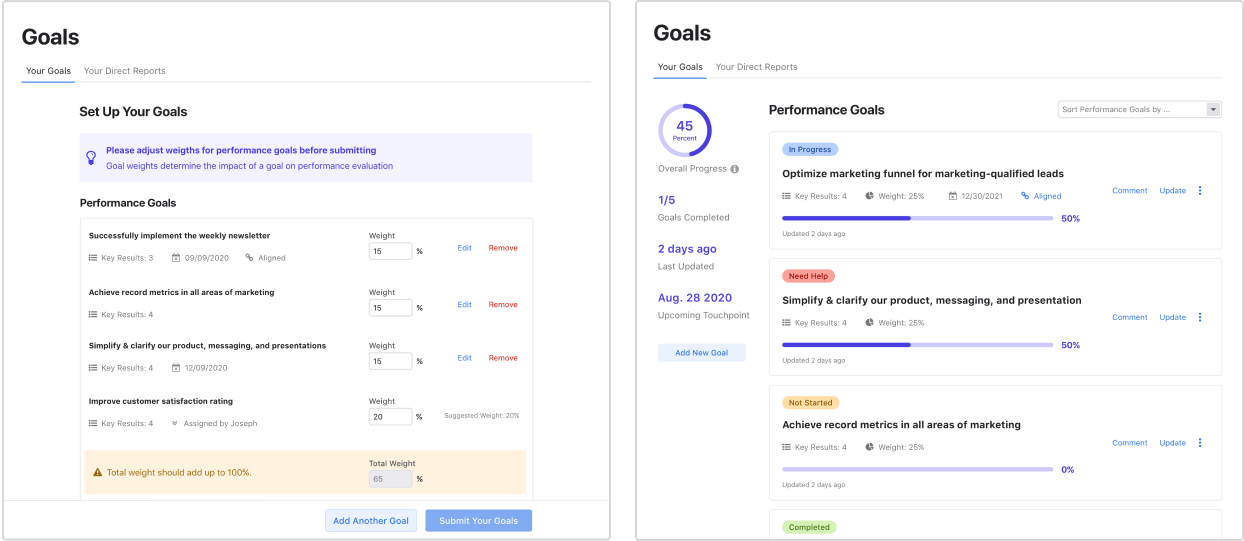 Goals
Your Goals Your Direct Reports
Set Up Your Goals
Please adjust weigths for performance goals before submitting
Goal weights determine the impact of a goal on performance evaluation
Performance Goals
Successfully implement the weekly newsletter
Key Results: 3 09/09/2020 Aligned
Weight
15 %
Edit Remove
Achieve record metrics in all areas of marketing
Key Results: 4
Weight
15 %
Edit Remove
Simplify & clarify our product, messaging, and presentations
Key Results: 4 12/09/2020
Weight
15 %
Edit Remove
Improve customer satisfaction rating
Key Results: 4 Assigned by Joseph
Weight
20 %
Suggested Weight: 20%
Total weight should add up to 100%.
Total Weight
65 %
Add Another Goal Submit Your Goals
Goals
Your Goals Your Direct Reports
45
Percent
Overall Progress
1/5
Goals Completed
2 days ago
Last Updated
Aug. 28 2020
Upcoming Touchpoint
Add New Goal
Performance Goals
Sort Performance Goals by ...
In Progress
Optimize marketing funnel for marketing-qualified leads
Key Results: 4 Weight: 25% 12/30/2021 Aligned
Comment Update
50%
Updated 2 days ago
Need Help
Simplify & clarify our product, messaging, and presentation
Key Results: 4 Weight: 25%
Comment Update
50%
Updated 2 days ago
Not Started
Achieve record metrics in all areas of marketing
Key Results: 4 Weight: 25%
Comment Update
0%
Updated 2 days ago
Completed